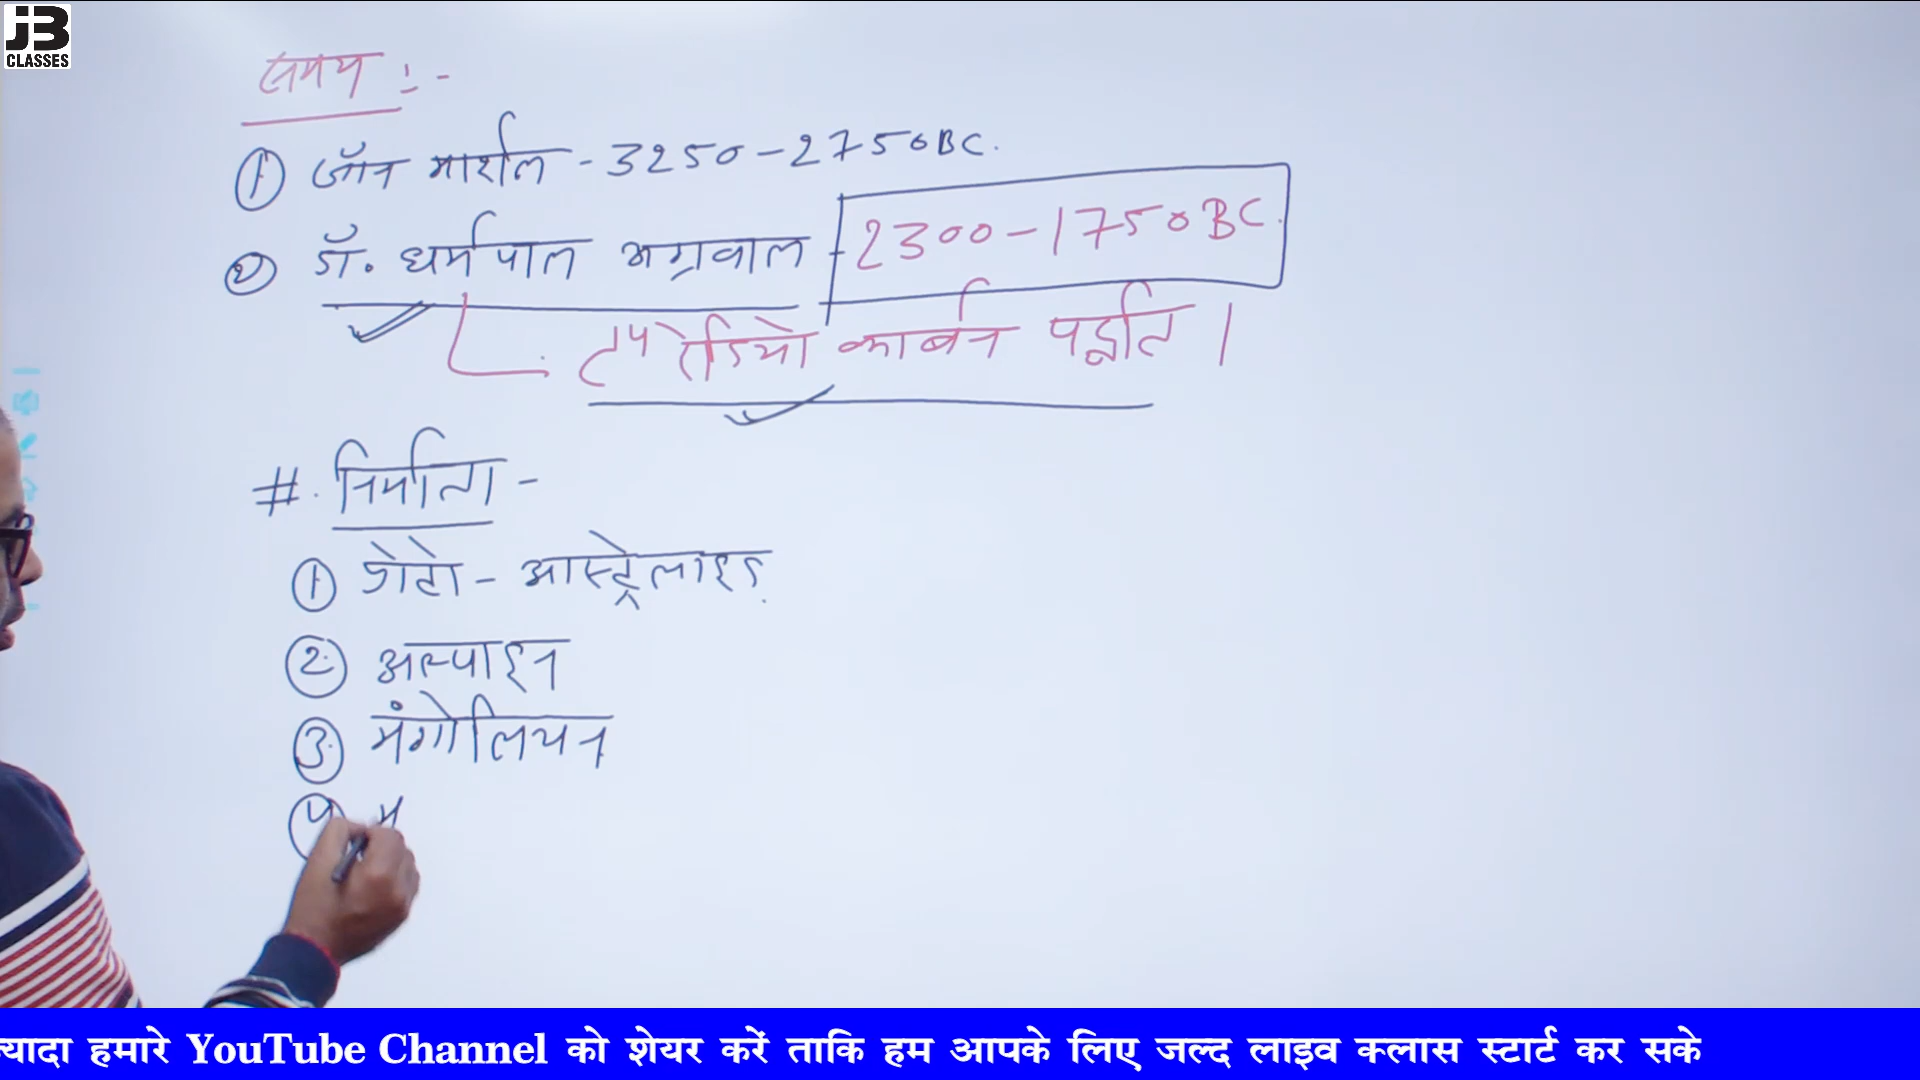 JB
CLASSES
समय :-
① जॉन मार्शल - 3250-2750 BC.
② डॉ. धर्मपाल अग्रवाल - 2300-1750 BC.
C14 रेडियो कार्बन पद्धति।
#. निर्माता -
① प्रोटो - आस्ट्रेलाइड
②. अल्पाइन
③. मंगोलियन
④ भ
ज्यादा हमारे YouTube Channel को शेयर करें ताकि हम आपके लिए जल्द लाइव क्लास स्टार्ट कर सके